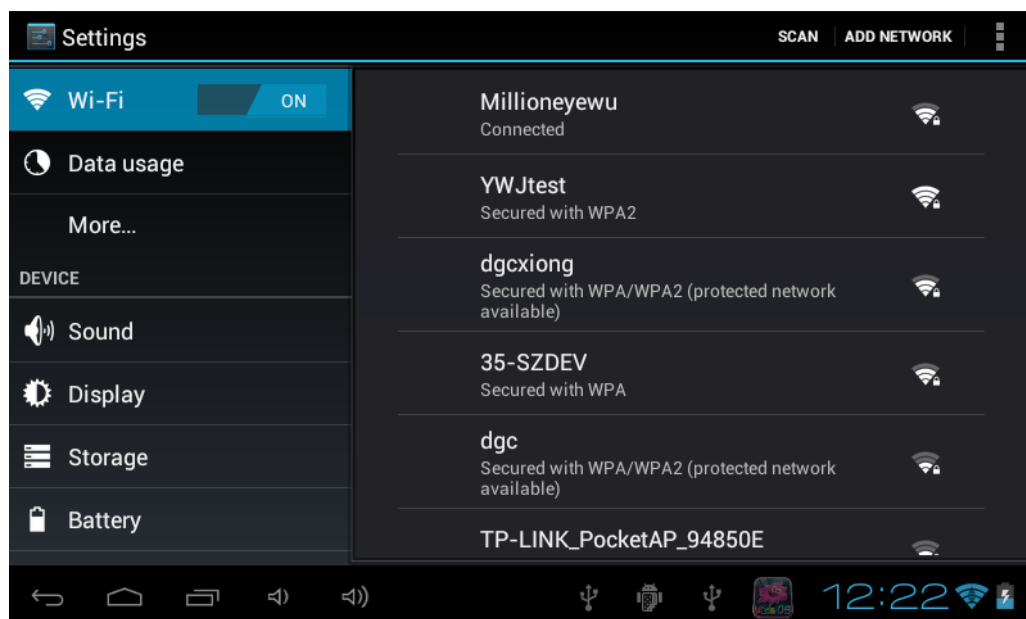 Settings
SCAN
ADD NETWORK
Wi-Fi
ON
Data usage
More...
DEVICE
Sound
Display
Storage
Battery
Millioneyewu
Connected
YWJtest
Secured with WPA2
dgcxiong
Secured with WPA/WPA2 (protected network
available)
35-SZDEV
Secured with WPA
dgc
Secured with WPA/WPA2 (protected network
available)
TP-LINK_PocketAP_94850E
12:22